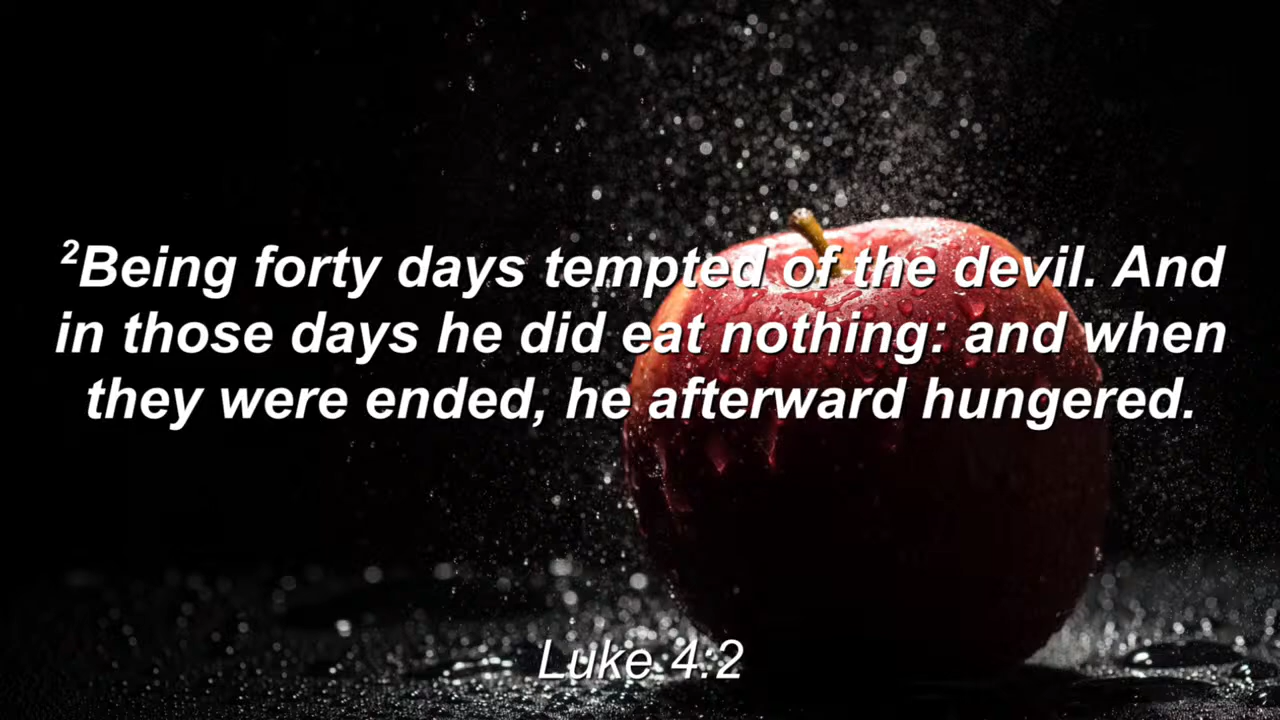 ²Being forty days tempted of the devil. And
in those days he did eat nothing: and when
they were ended, he afterward hungered.
Luke 4:2